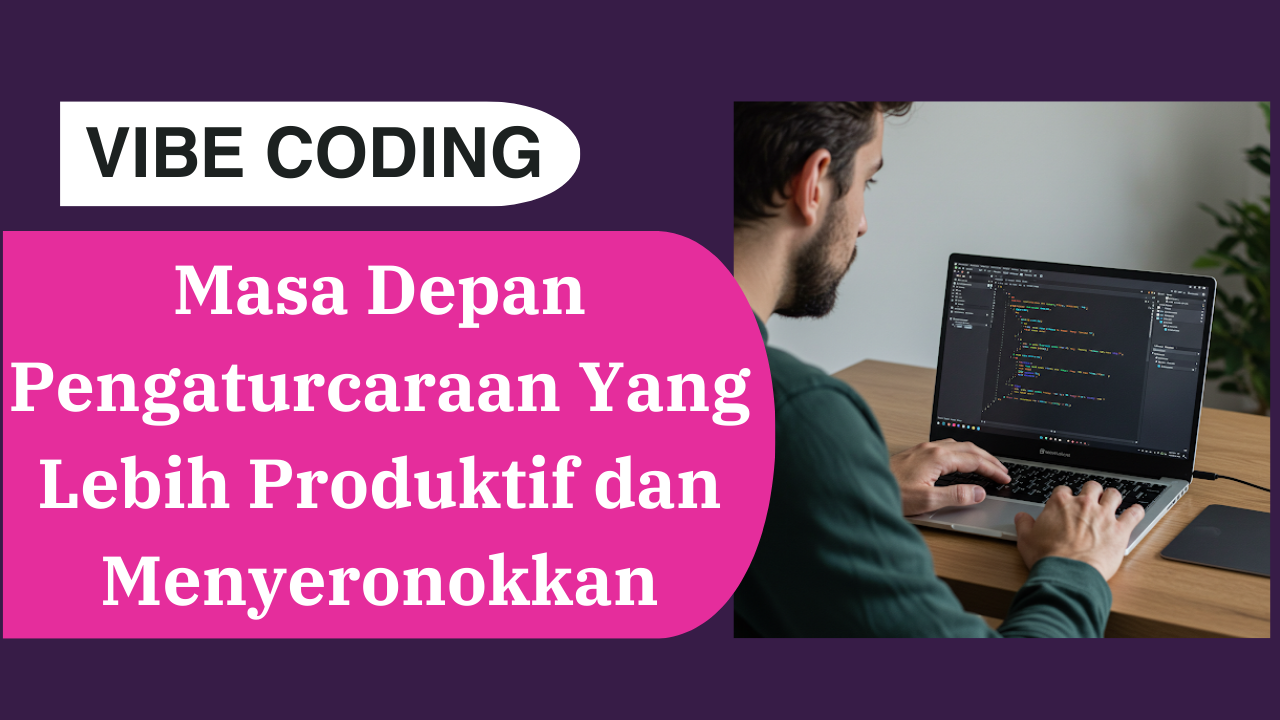 VIBE CODING
Masa Depan
Pengaturcaraan Yang
Lebih Produktif dan
Menyeronokkan